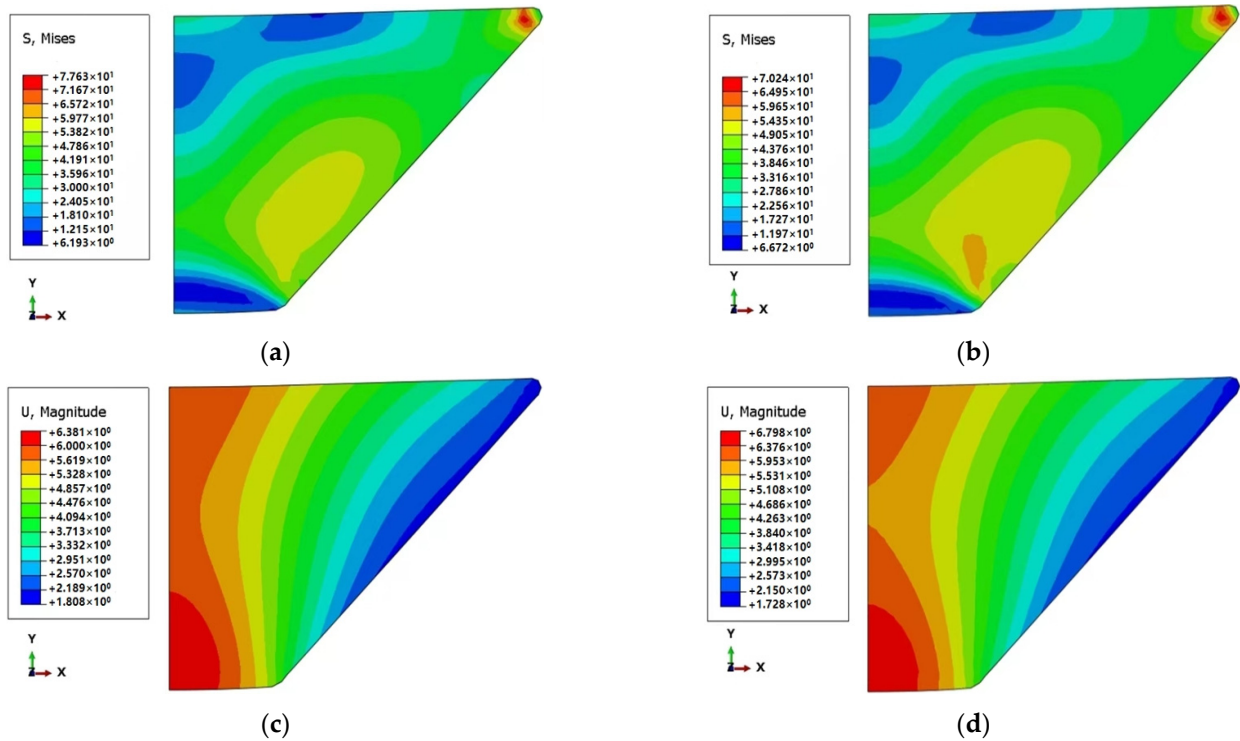 S, Mises
+7.763×10¹
+7.167×10¹
+6.572×10¹
+5.977×10¹
+5.382×10¹
+4.786×10¹
+4.191×10¹
+3.596×10¹
+3.000×10¹
+2.405×10¹
+1.810×10¹
+1.215×10¹
+6.193×10⁰
Y
Z
X
(a)
S, Mises
+7.024×10¹
+6.495×10¹
+5.965×10¹
+5.435×10¹
+4.905×10¹
+4.376×10¹
+3.846×10¹
+3.316×10¹
+2.786×10¹
+2.256×10¹
+1.727×10¹
+1.197×10¹
+6.672×10⁰
Y
Z
X
(b)
U, Magnitude
+6.381×10⁰
+6.000×10⁰
+5.619×10⁰
+5.328×10⁰
+4.857×10⁰
+4.476×10⁰
+4.094×10⁰
+3.713×10⁰
+3.332×10⁰
+2.951×10⁰
+2.570×10⁰
+2.189×10⁰
+1.808×10⁰
Y
Z
X
(c)
U, Magnitude
+6.798×10⁰
+6.376×10⁰
+5.953×10⁰
+5.531×10⁰
+5.108×10⁰
+4.686×10⁰
+4.263×10⁰
+3.840×10⁰
+3.418×10⁰
+2.995×10⁰
+2.573×10⁰
+2.150×10⁰
+1.728×10⁰
Y
Z
X
(d)